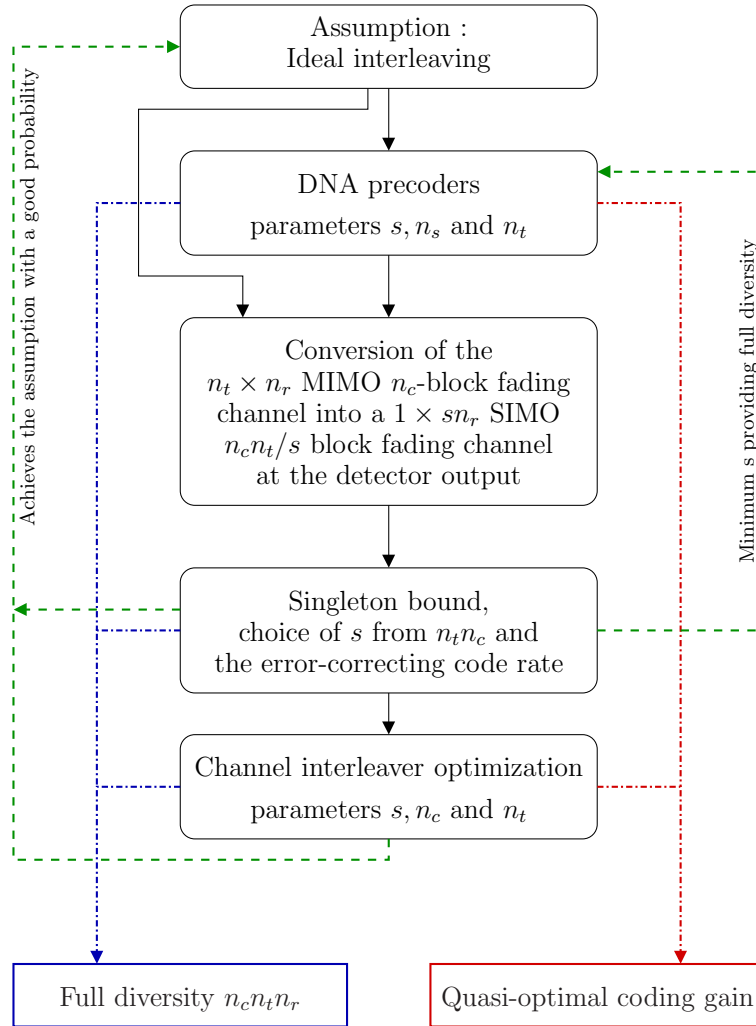 Assumption :
Ideal interleaving
DNA precoders
parameters $s, n_s$ and $n_t$
Conversion of the
$n_t \times n_r$ MIMO $n_c$-block fading
channel into a $1 \times sn_r$ SIMO
$n_c n_t/s$ block fading channel
at the detector output
Singleton bound,
choice of $s$ from $n_t n_c$ and
the error-correcting code rate
Channel interleaver optimization
parameters $s, n_c$ and $n_t$
Achieves the assumption with a good probability
Minimum s providing full diversity
Full diversity $n_c n_t n_r$
Quasi-optimal coding gain